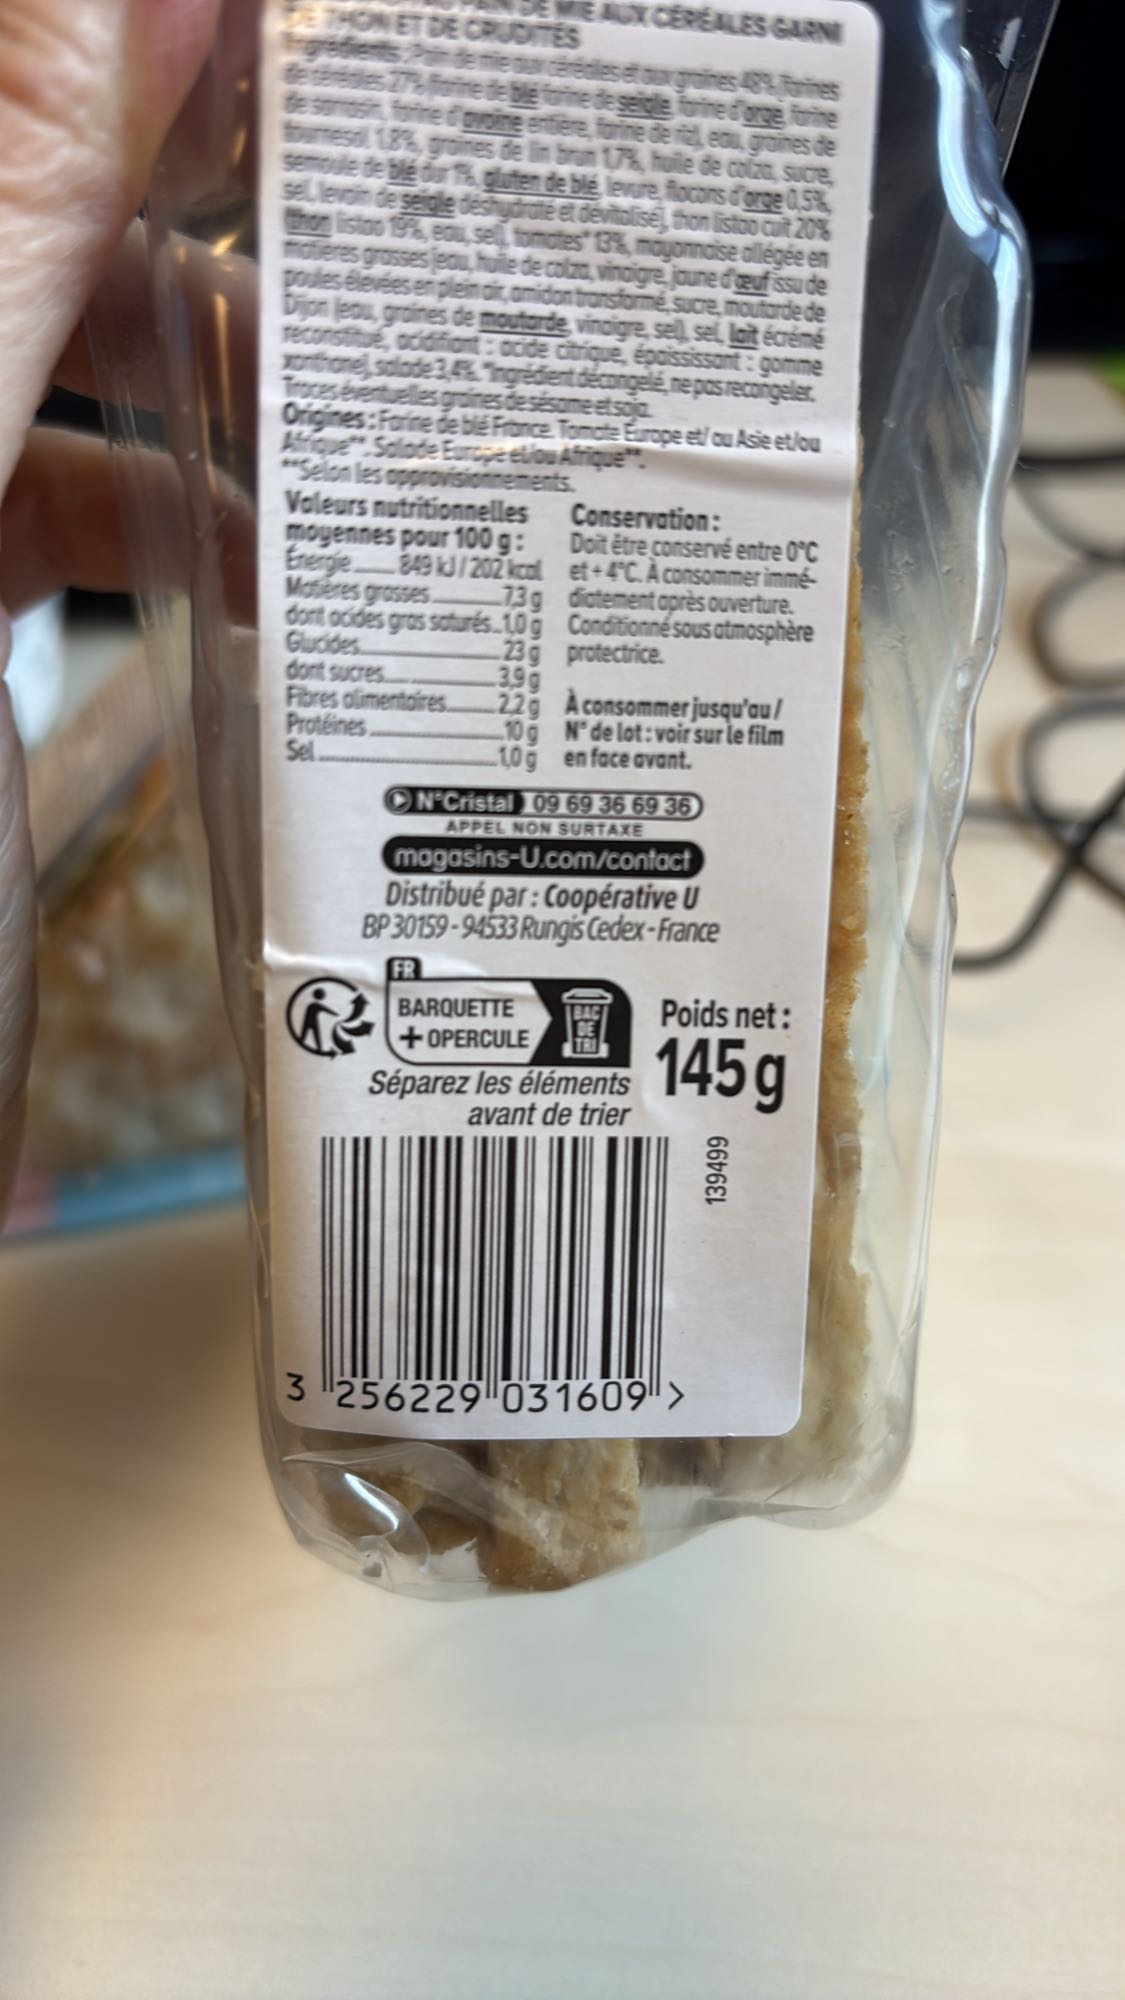 PAIN DE MIE AUX CÉRÉALES GARNI
DE THON ET DE CRUDITÉS
Ingrédients : Pain de mie aux céréales et aux graines 48% (farines
de céréales 27% (farine de blé, farine de seigle, farine d'orge, farine
de sarrasin, farine d'avoine entière, farine de riz), eau, graines de
tournesol 1,8%, graines de lin brun 1,7%, huile de colza, sucre,
semoule de blé dur 1%, gluten de blé, levure, flocons d'orge 0,5%,
sel, levain de seigle déshydraté et dévitalisé), thon listao cuit 20%
(thon listao 19%, eau, sel), tomates* 13%, mayonnaise allégée en
matières grasses (eau, huile de colza, vinaigre, jaune d'œuf issu de
poules élevées en plein air, amidon transformé, sucre, moutarde de
Dijon (eau, graines de moutarde, vinaigre, sel), sel, lait écrémé
reconstitué, acidifiant : acide citrique, épaississant : gomme
xanthane), salade 3,4%. *Ingrédient décongelé, ne pas recongeler.
Traces éventuelles graines de sésame et soja.
Origines : Farine de blé France. Tomate Europe et/ ou Asie et/ou
Afrique**. Salade Europe et/ou Afrique**.
**Selon les approvisionnements.
Valeurs nutritionnelles
moyennes pour 100 g :
Énergie 849 kJ / 202 kcal
Matières grasses 7,3 g
dont acides gras saturés 1,0 g
Glucides 23 g
dont sucres 3,9 g
Fibres alimentaires 2,2 g
Protéines 10 g
Sel 1,0 g
Conservation :
Doit être conservé entre 0°C
et + 4°C. À consommer immé-
diatement après ouverture.
Conditionné sous atmosphère
protectrice.
À consommer jusqu'au /
N° de lot : voir sur le film
en face avant.
N°Cristal 09 69 36 69 36
APPEL NON SURTAXÉ
magasins-U.com/contact
Distribué par : Coopérative U
BP 30159 - 94533 Rungis Cedex - France
FR
BARQUETTE
+ OPERCULE
BAC
DE
TRI
Séparez les éléments
avant de trier
Poids net :
145 g
139499
3 256229 031609 >